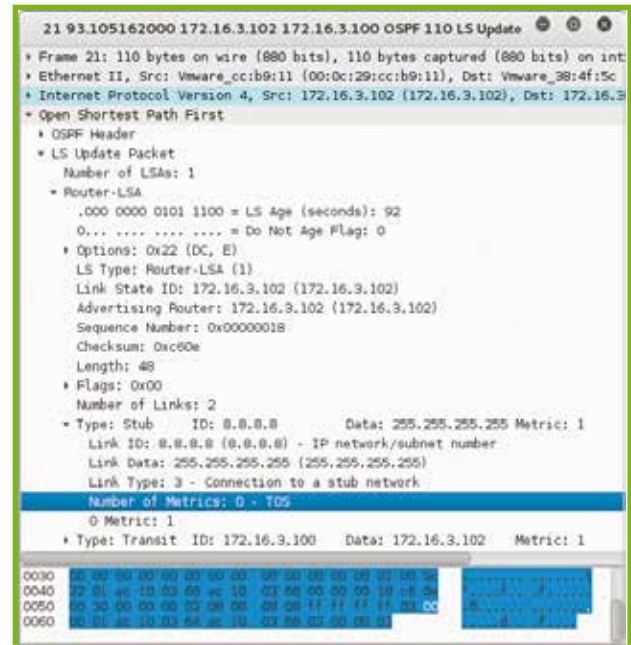 21 93.105162000 172.16.3.102 172.16.3.100 OSPF 110 LS Update
Frame 21: 110 bytes on wire (880 bits), 110 bytes captured (880 bits) on int
Ethernet II, Src: Vmware_cc:b9:11 (00:0c:29:cc:b9:11), Dst: Vmware_38:4f:5c
Internet Protocol Version 4, Src: 172.16.3.102 (172.16.3.102), Dst: 172.16.3
Open Shortest Path First
OSPF Header
LS Update Packet
Number of LSAs: 1
Router-LSA
.000 0000 0101 1100 = LS Age (seconds): 92
0... .... .... .... = Do Not Age Flag: 0
Options: 0x22 (DC, E)
LS Type: Router-LSA (1)
Link State ID: 172.16.3.102 (172.16.3.102)
Advertising Router: 172.16.3.102 (172.16.3.102)
Sequence Number: 0x00000018
Checksum: 0xc60e
Length: 48
Flags: 0x00
Number of Links: 2
Type: Stub ID: 8.8.8.8 Data: 255.255.255.255 Metric: 1
Link ID: 8.8.8.8 (8.8.8.8) - IP network/subnet number
Link Data: 255.255.255.255 (255.255.255.255)
Link Type: 3 - Connection to a stub network
Number of Metrics: 0 - TOS
0 Metric: 1
Type: Transit ID: 172.16.3.100 Data: 172.16.3.102 Metric: 1
0030
0040
0050
0060